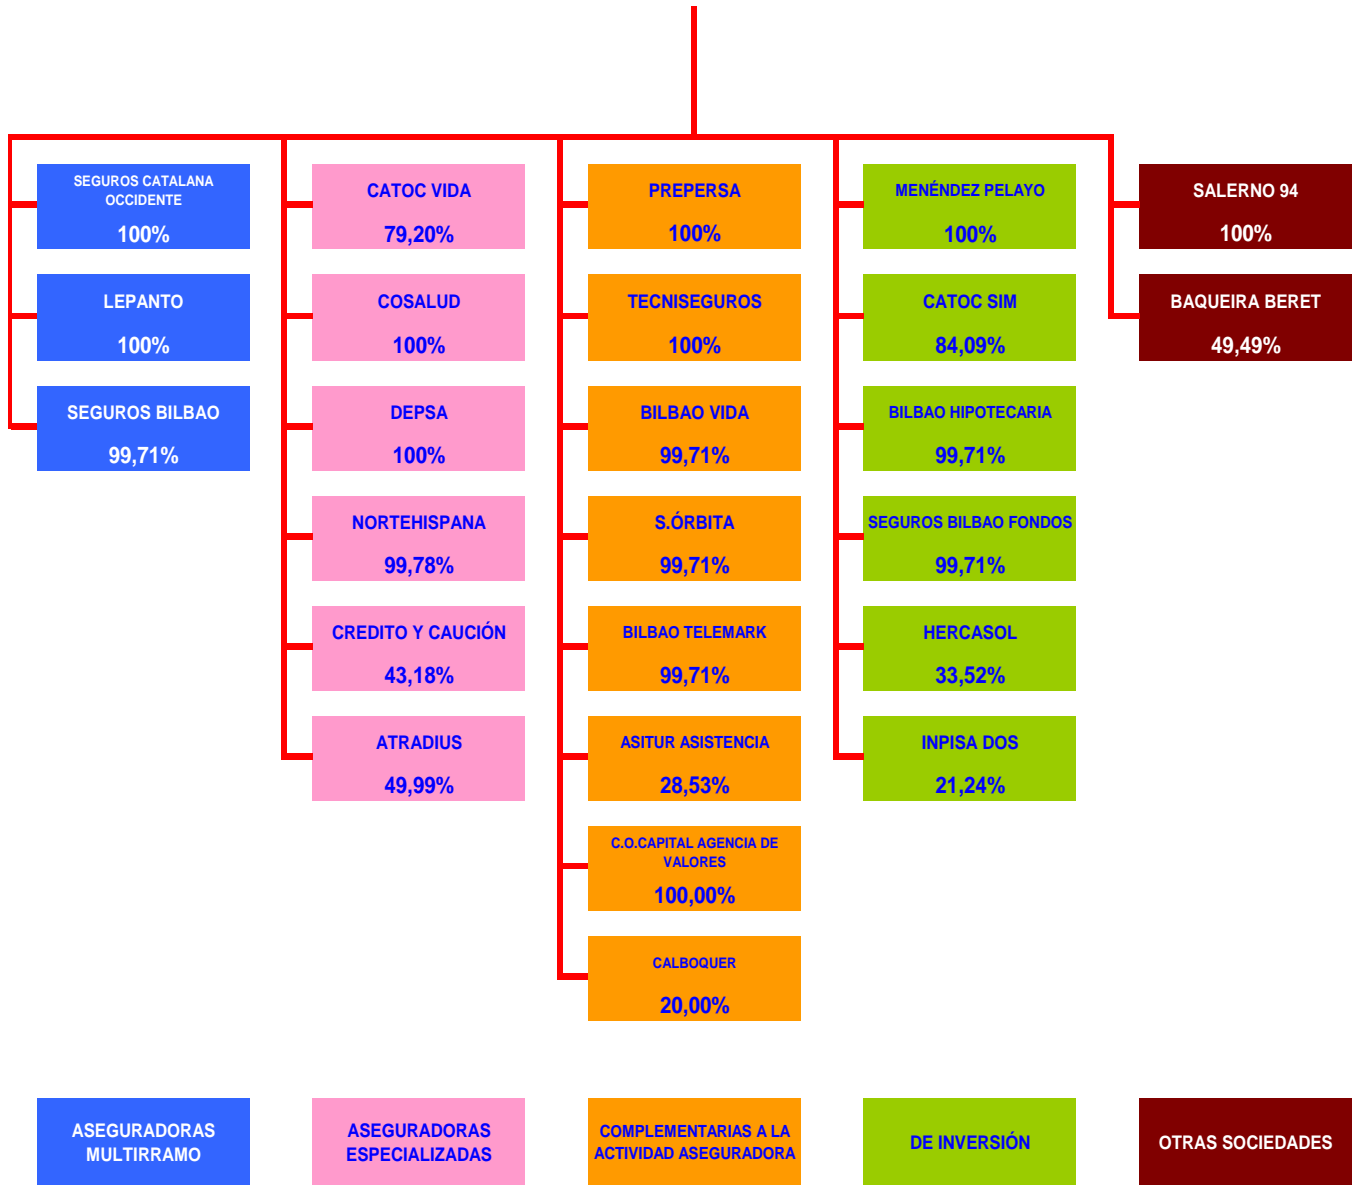 SEGUROS CATALANA
OCCIDENTE
100%
LEPANTO
100%
SEGUROS BILBAO
99,71%
CATOC VIDA
79,20%
COSALUD
100%
DEPSA
100%
NORTEHISPANA
99,78%
CREDITO Y CAUCIÓN
43,18%
ATRADIUS
49,99%
PREPERSA
100%
TECNISEGUROS
100%
BILBAO VIDA
99,71%
S.ÓRBITA
99,71%
BILBAO TELEMARK
99,71%
ASITUR ASISTENCIA
28,53%
C.O.CAPITAL AGENCIA DE
VALORES
100,00%
CALBOQUER
20,00%
MENÉNDEZ PELAYO
100%
CATOC SIM
84,09%
BILBAO HIPOTECARIA
99,71%
SEGUROS BILBAO FONDOS
99,71%
HERCASOL
33,52%
INPISA DOS
21,24%
SALERNO 94
100%
BAQUEIRA BERET
49,49%
ASEGURADORAS
MULTIRRAMO
ASEGURADORAS
ESPECIALIZADAS
COMPLEMENTARIAS A LA
ACTIVIDAD ASEGURADORA
DE INVERSIÓN
OTRAS SOCIEDADES